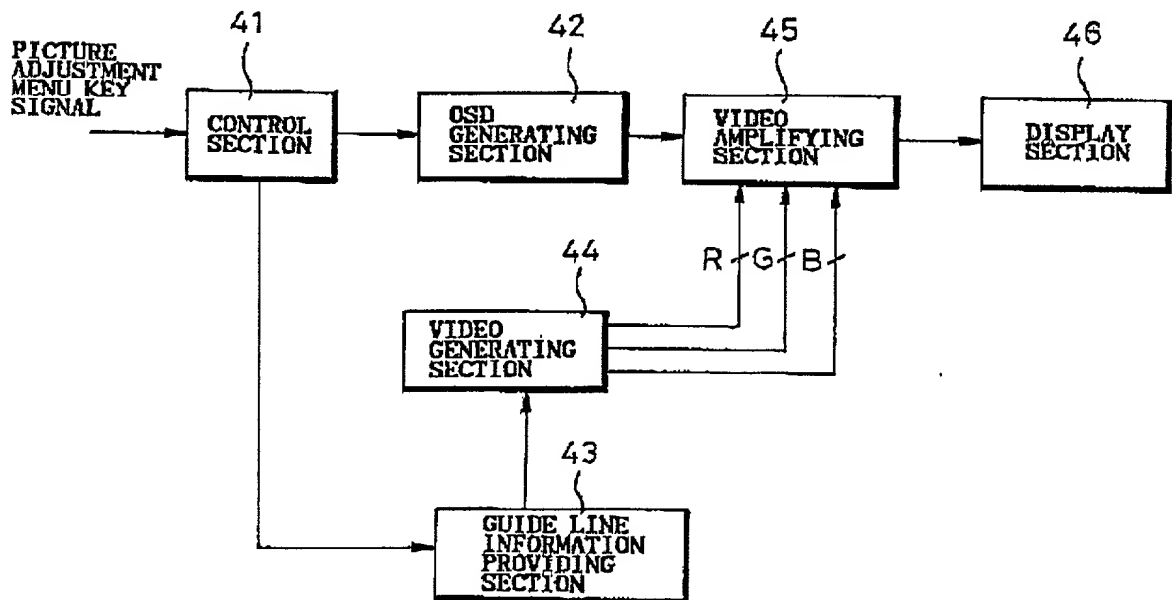 41
42
45
46
PICTURE
ADJUSTMENT
MENU KEY
SIGNAL
CONTROL
SECTION
OSD
GENERATING
SECTION
VIDEO
AMPLIFYING
SECTION
DISPLAY
SECTION
R G B
44
VIDEO
GENERATING
SECTION
43
GUIDE LINE
INFORMATION
PROVIDING
SECTION